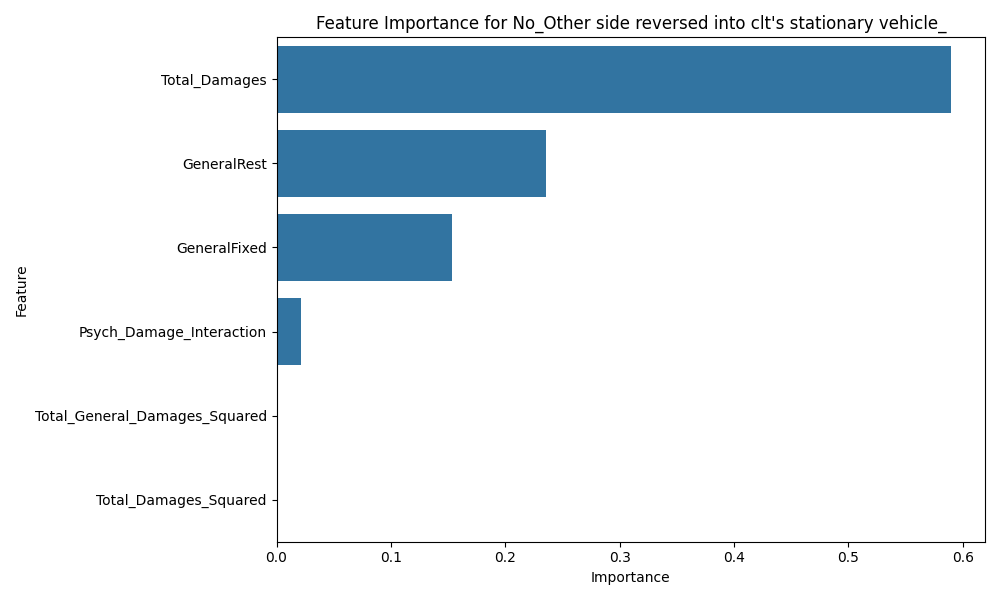 Feature Importance for No_Other side reversed into clt's stationary vehicle_
Total_Damages
GeneralRest
GeneralFixed
Psych_Damage_Interaction
Total_General_Damages_Squared
Total_Damages_Squared
Feature
0.0 0.1 0.2 0.3 0.4 0.5 0.6
Importance